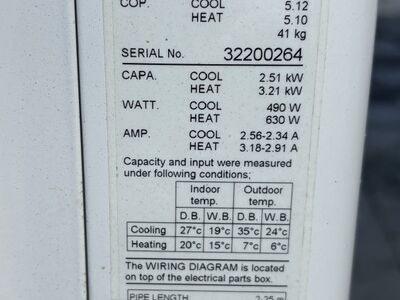 COP. COOL 5.12
HEAT 5.10
41 kg
SERIAL No. 32200264
CAPA. COOL 2.51 kW
HEAT 3.21 kW
WATT. COOL 490 W
HEAT 630 W
AMP. COOL 2.56-2.34 A
HEAT 3.18-2.91 A
Capacity and input were measured
under following conditions;
Indoor temp. Outdoor temp.
D.B. W.B. D.B. W.B.
Cooling 27°c 19°c 35°c 24°c
Heating 20°c 15°c 7°c 6°c
The WIRING DIAGRAM is located
on top of the electrical parts box.
PIPE LENGTH 2-25 m